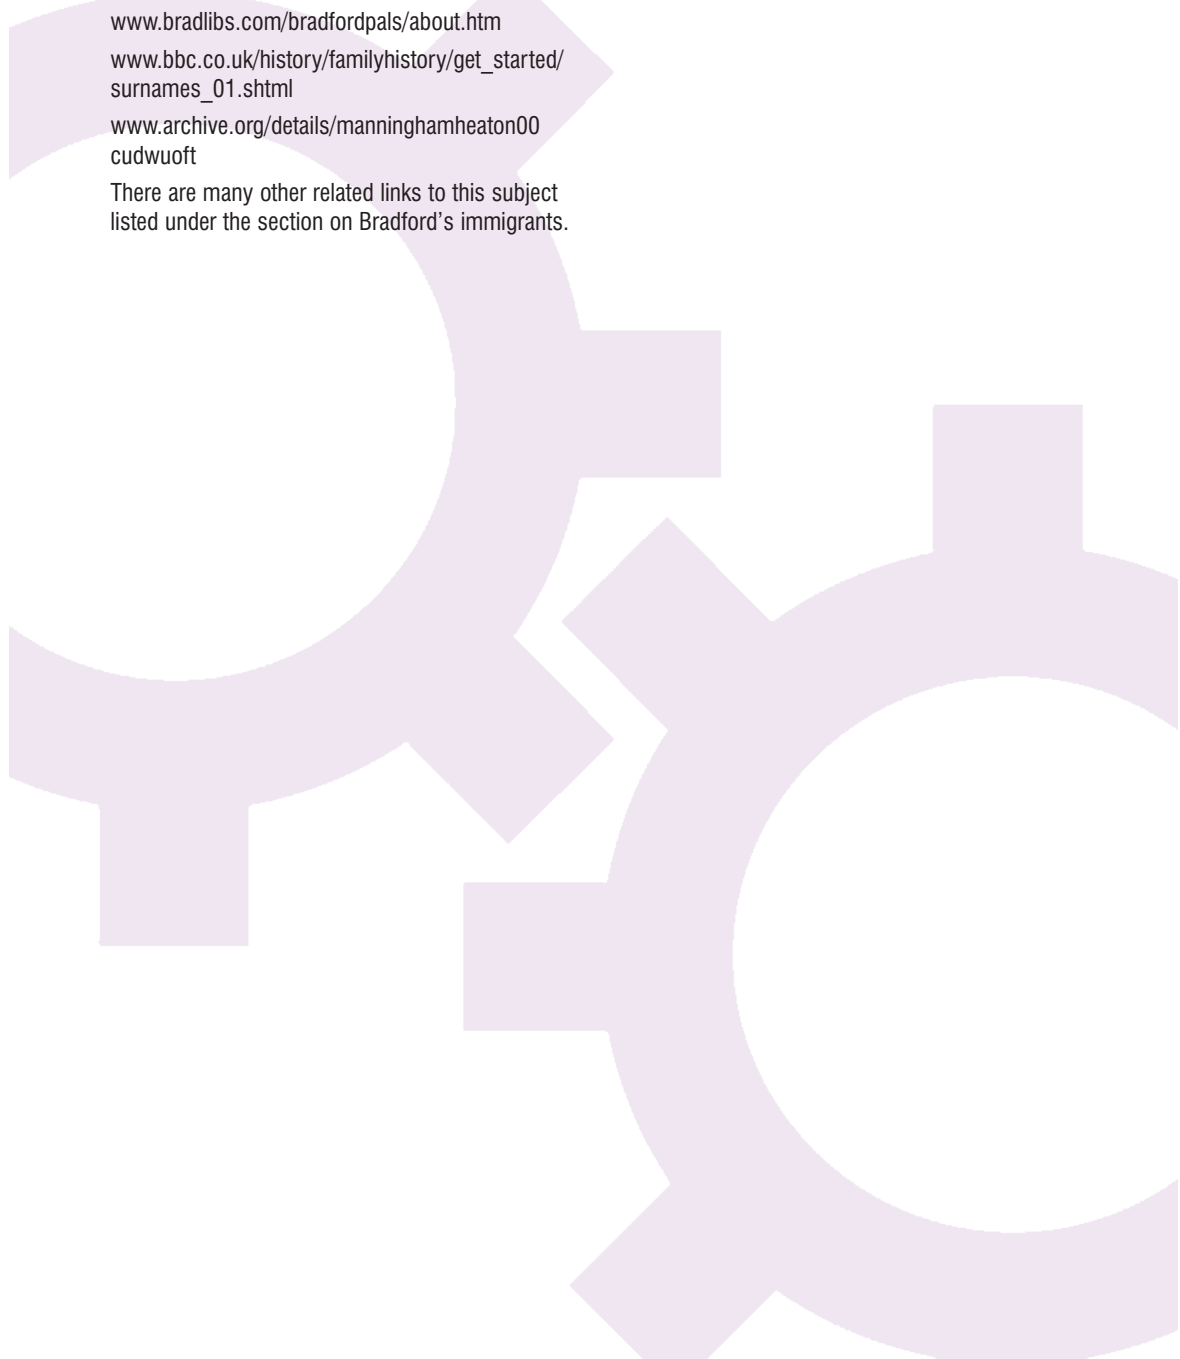 www.bradlibs.com/bradfordpals/about.htm
www.bbc.co.uk/history/familyhistory/get_started/
surnames_01.shtml
www.archive.org/details/manninghamheaton00
cudwuoft
There are many other related links to this subject
listed under the section on Bradford’s immigrants.